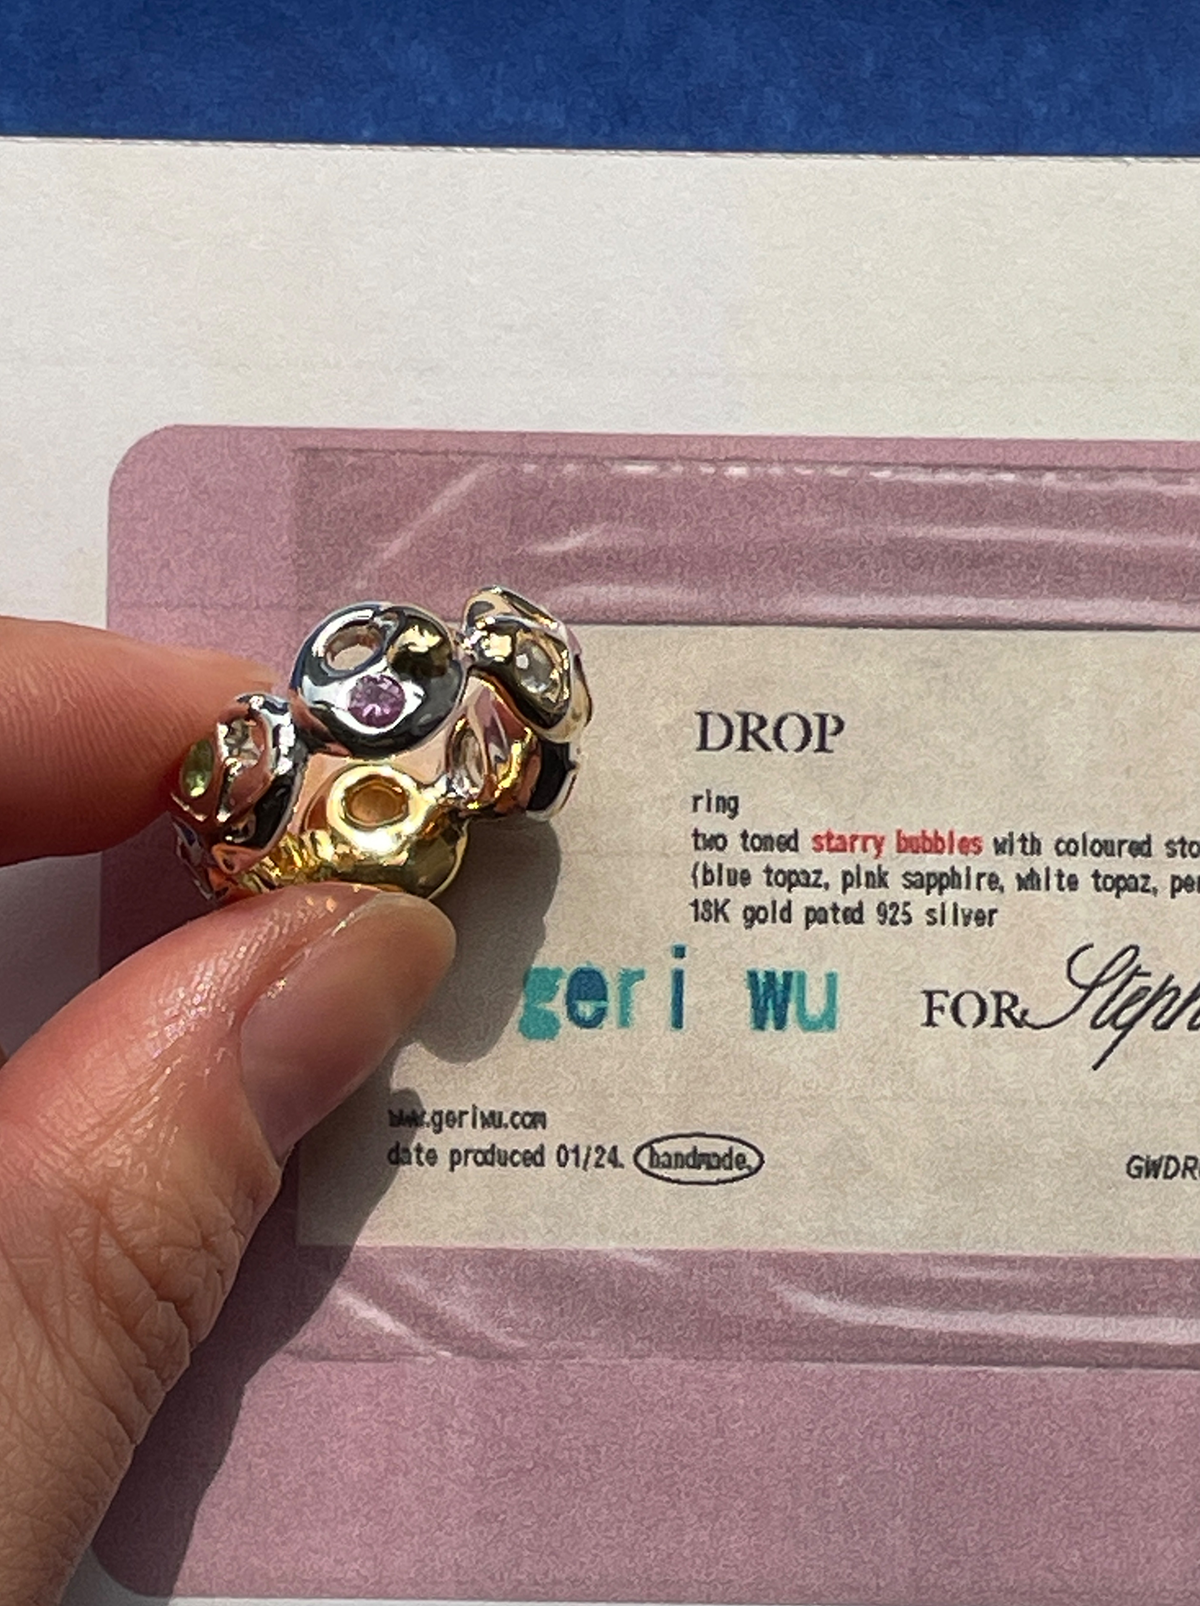 DROP
ring
two toned starry bubbles with coloured sto
(blue topaz, pink sapphire, white topaz, per
18K gold pated 925 silver
geri wu
FOR Steph
www.geriwu.com
date produced 01/24. handmade.
GWDR